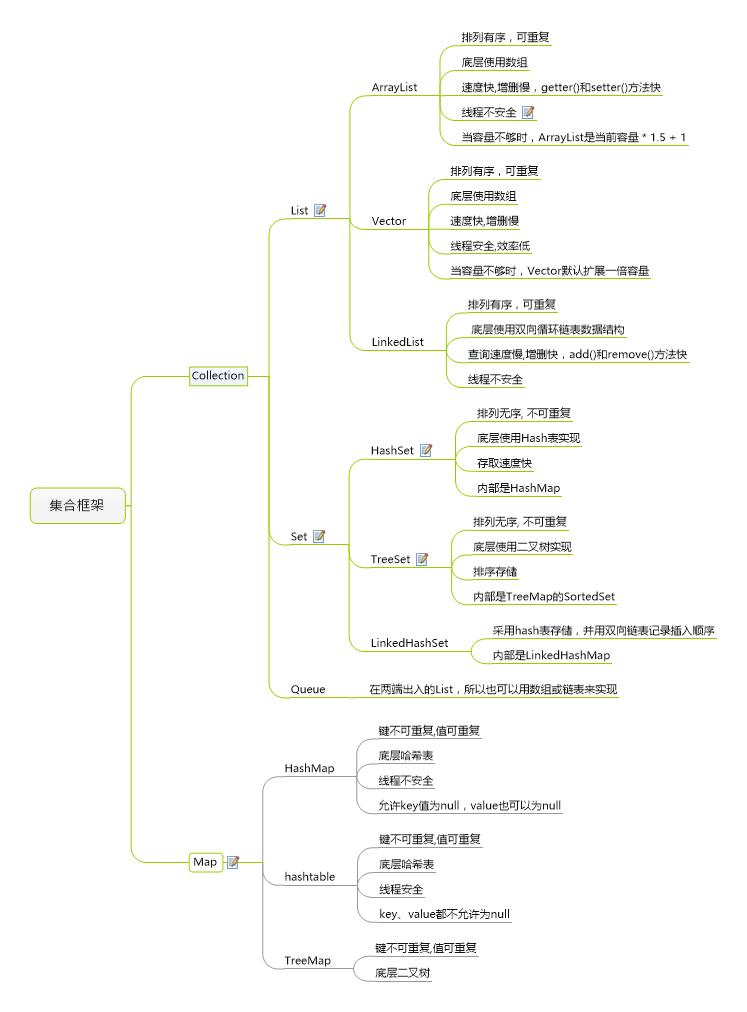 集合框架
Collection
List
ArrayList
排列有序，可重复
底层使用数组
速度快,增删慢，getter()和setter()方法快
线程不安全
当容量不够时，ArrayList是当前容量 * 1.5 + 1
Vector
排列有序，可重复
底层使用数组
速度快,增删慢
线程安全,效率低
当容量不够时，Vector默认扩展一倍容量
LinkedList
排列有序，可重复
底层使用双向循环链表数据结构
查询速度慢,增删快，add()和remove()方法快
线程不安全
Set
HashSet
排列无序, 不可重复
底层使用Hash表实现
存取速度快
内部是HashMap
TreeSet
排列无序, 不可重复
底层使用二叉树实现
排序存储
内部是TreeMap的SortedSet
LinkedHashSet
采用hash表存储，并用双向链表记录插入顺序
内部是LinkedHashMap
Queue
在两端出入的List，所以也可以用数组或链表来实现
Map
HashMap
键不可重复,值可重复
底层哈希表
线程不安全
允许key值为null，value也可以为null
hashtable
键不可重复,值可重复
底层哈希表
线程安全
key、value都不允许为null
TreeMap
键不可重复,值可重复
底层二叉树